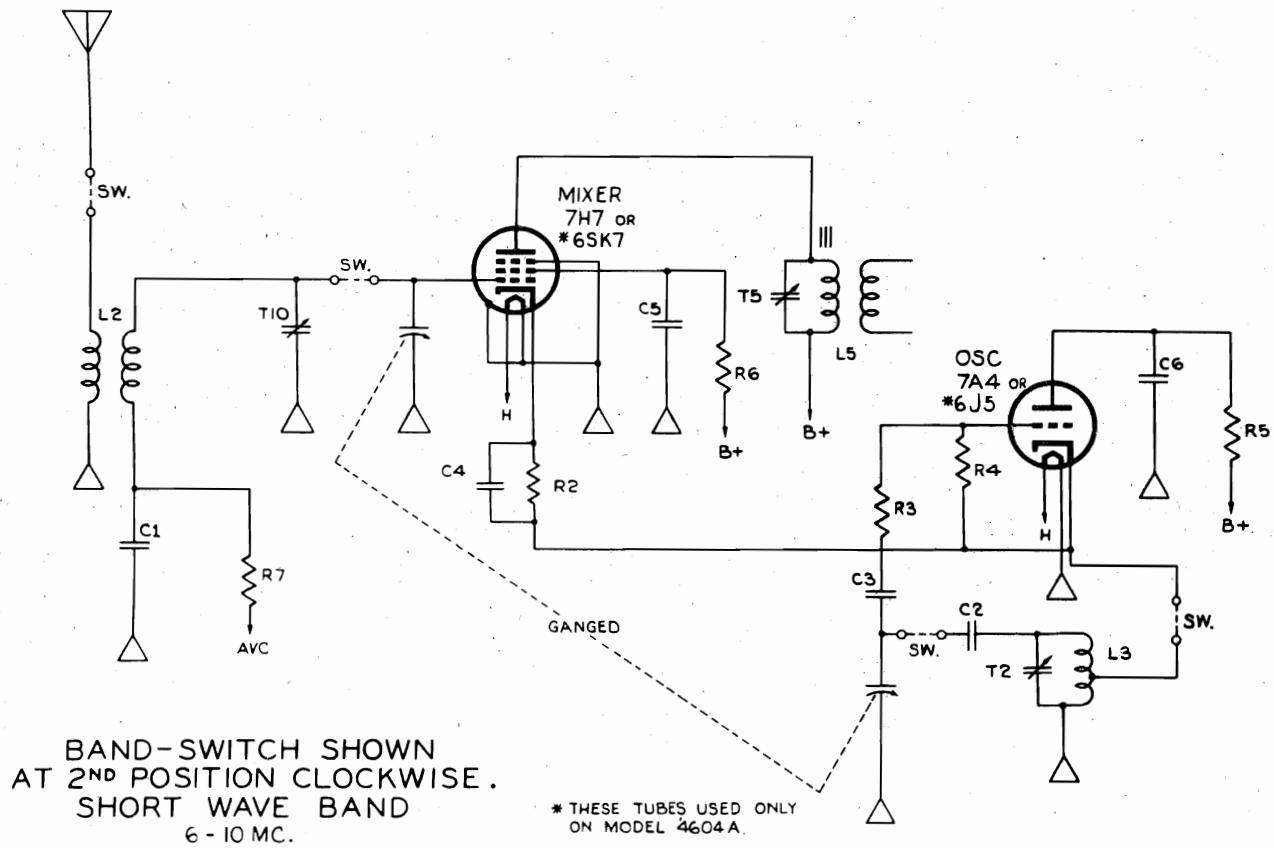 SW.
MIXER
7H7 OR
*6SK7
SW.
L2
T10
C5
T5
L5
R6
OSC
7A4 OR
*6J5
C6
H
B+
B+
R5
C4
R2
R4
R3
H
B+
C1
R7
C3
AVC
GANGED
C2
SW.
SW.
T2
L3
BAND-SWITCH SHOWN
AT 2ND POSITION CLOCKWISE.
SHORT WAVE BAND
6-10 MC.
* THESE TUBES USED ONLY
ON MODEL 4604A.